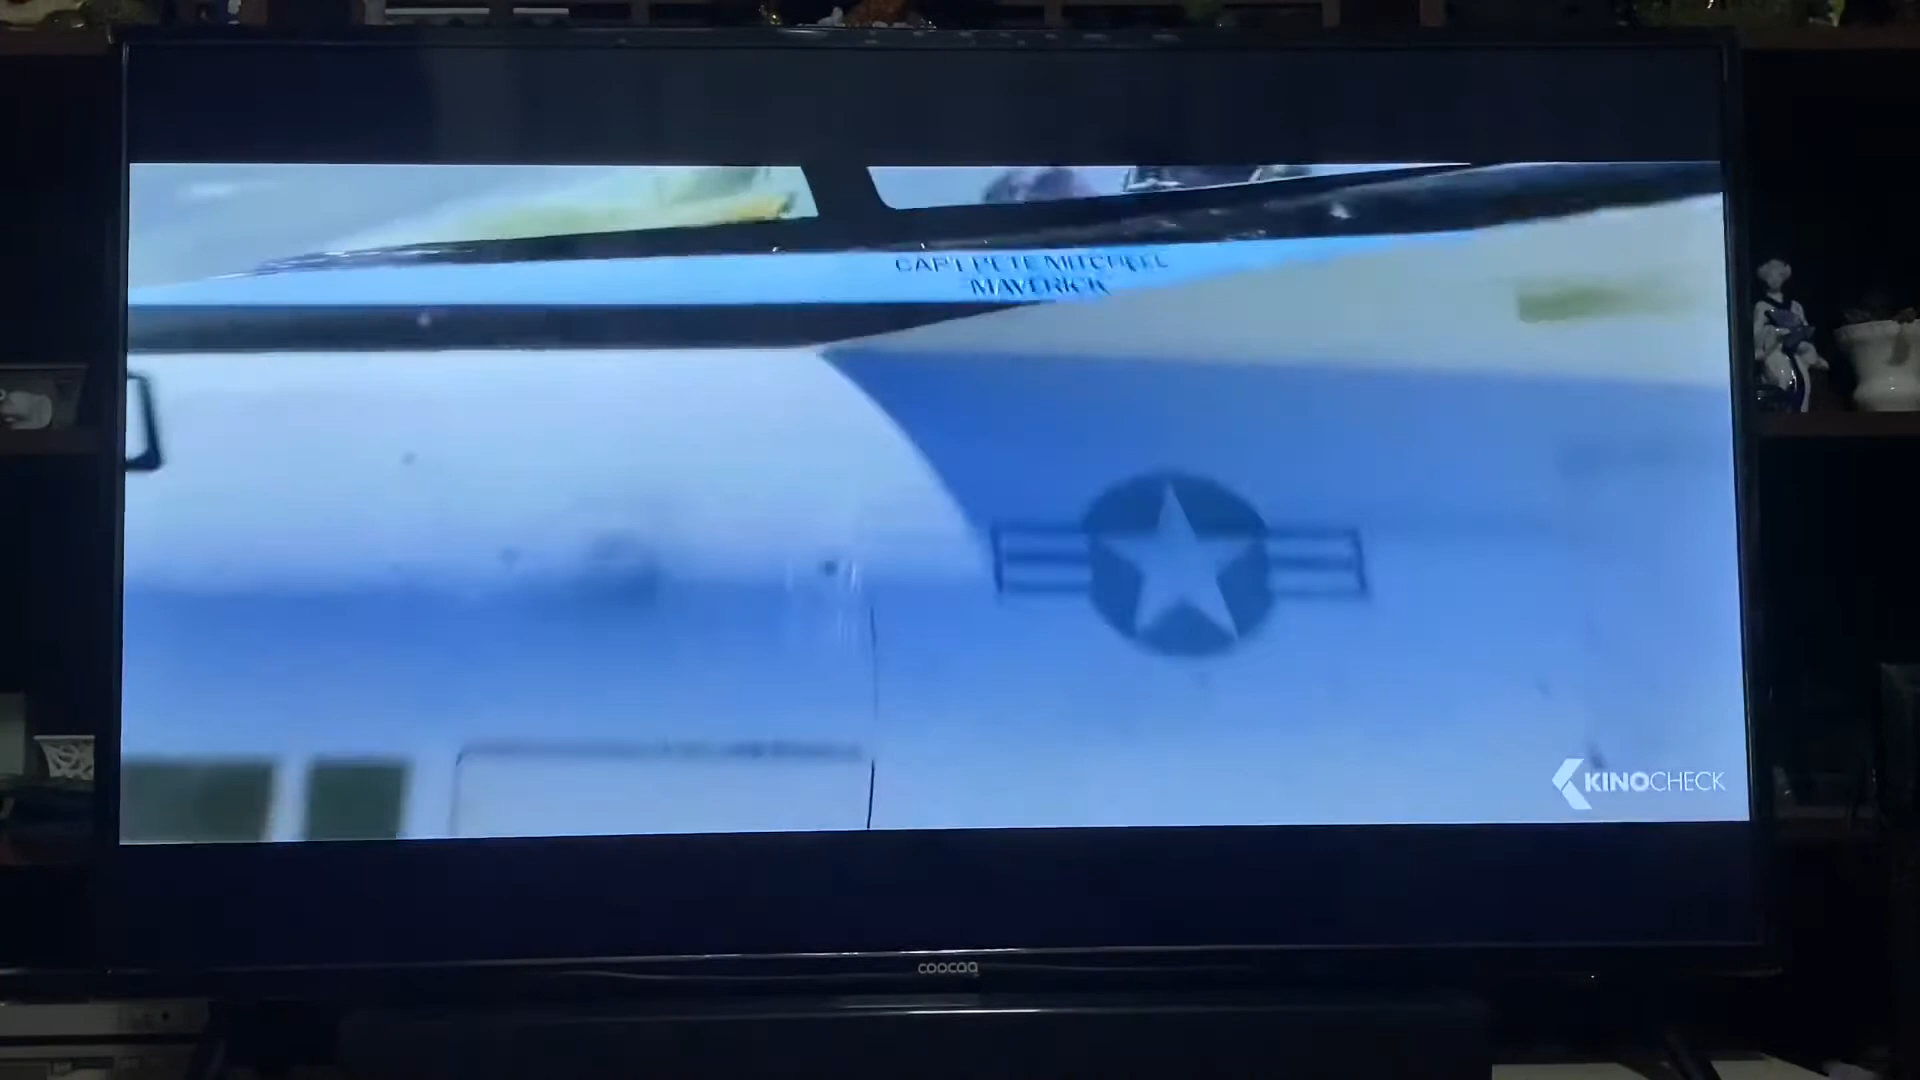 CAPT PETE MITCHELL
"MAVERICK"
KINOCHECK
coocaa